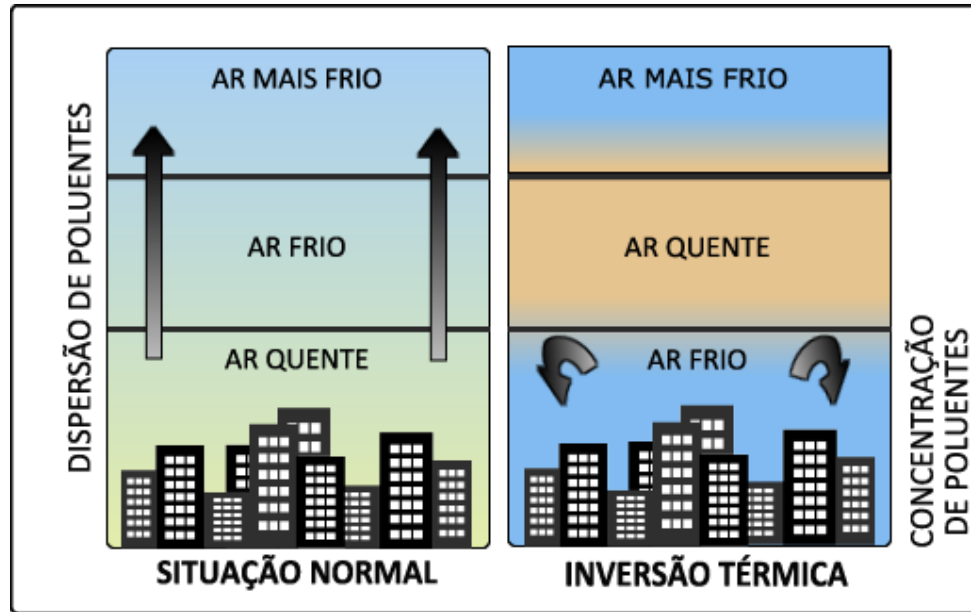 DISPERSÃO DE POLUENTES
AR MAIS FRIO
AR FRIO
AR QUENTE
SITUAÇÃO NORMAL
AR MAIS FRIO
AR QUENTE
AR FRIO
INVERSÃO TÉRMICA
CONCENTRAÇÃO
DE POLUENTES